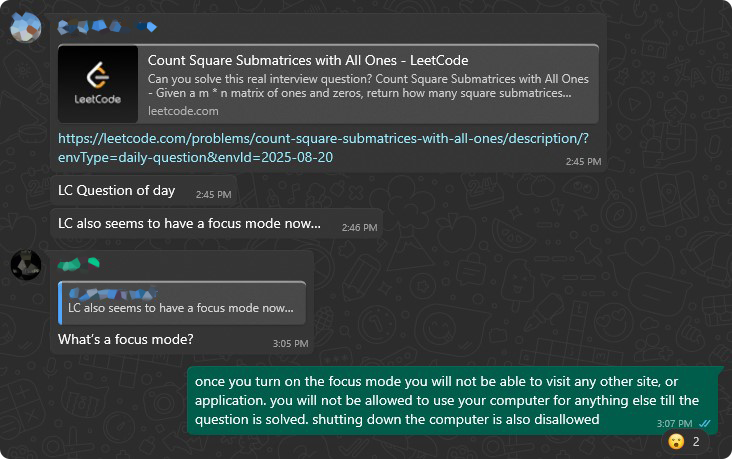 Count Square Submatrices with All Ones - LeetCode
Can you solve this real interview question? Count Square Submatrices with All Ones
- Given a m * n matrix of ones and zeros, return how many square submatrices...
LeetCode
leetcode.com
https://leetcode.com/problems/count-square-submatrices-with-all-ones/description/?
envType=daily-question&envId=2025-08-20
2:45 PM
LC Question of day
2:45 PM
LC also seems to have a focus mode now...
2:46 PM
LC also seems to have a focus mode now...
What's a focus mode?
3:05 PM
once you turn on the focus mode you will not be able to visit any other site, or
application. you will not be allowed to use your computer for anything else till the
question is solved. shutting down the computer is also disallowed
3:07 PM
2